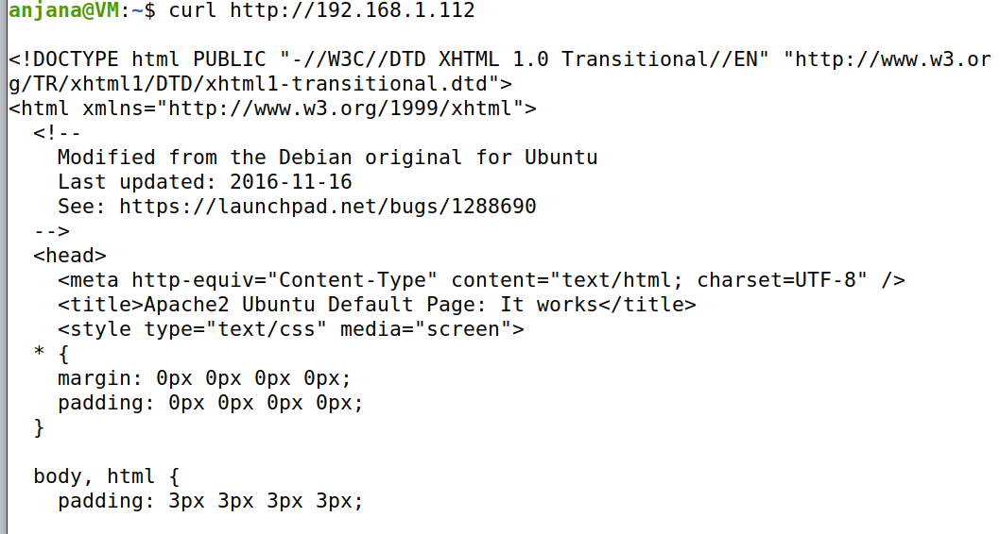 anjana@VM:~$ curl http://192.168.1.112

<!DOCTYPE html PUBLIC "-//W3C//DTD XHTML 1.0 Transitional//EN" "http://www.w3.or
g/TR/xhtml1/DTD/xhtml1-transitional.dtd">
<html xmlns="http://www.w3.org/1999/xhtml">
  <!--
    Modified from the Debian original for Ubuntu
    Last updated: 2016-11-16
    See: https://launchpad.net/bugs/1288690
  -->
  <head>
    <meta http-equiv="Content-Type" content="text/html; charset=UTF-8" />
    <title>Apache2 Ubuntu Default Page: It works</title>
    <style type="text/css" media="screen">
  * {
    margin: 0px 0px 0px 0px;
    padding: 0px 0px 0px 0px;
  }

  body, html {
    padding: 3px 3px 3px 3px;